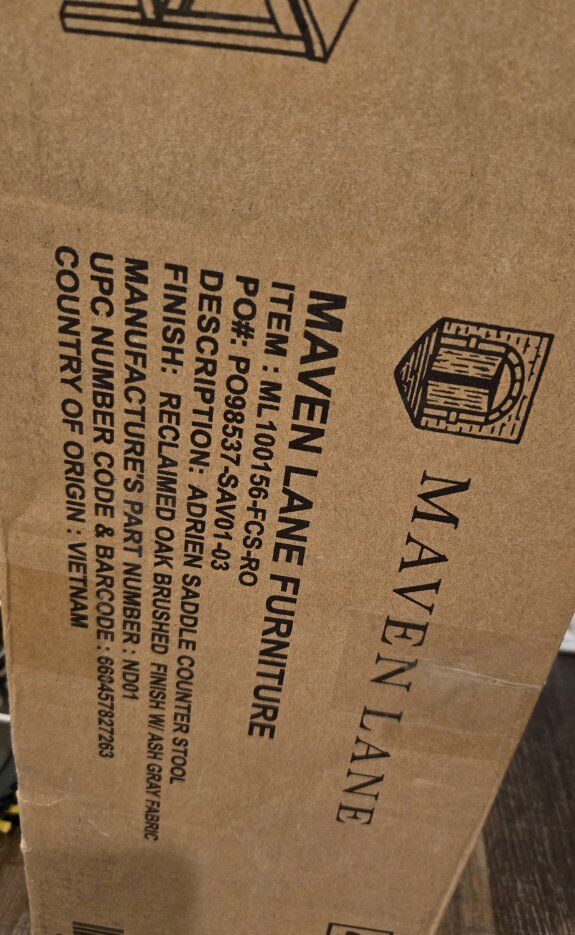 MAVEN LANE
MAVEN LANE FURNITURE
ITEM : ML100156-FCS-RO
PO#: PO98537-SAV01-03
DESCRIPTION: ADRIEN SADDLE COUNTER STOOL
FINISH: RECLAIMED OAK BRUSHED FINISH W/ ASH GRAY FABRIC
MANUFACTURE'S PART NUMBER : ND01
UPC NUMBER CODE & BARCODE : 660457827263
COUNTRY OF ORIGIN : VIETNAM